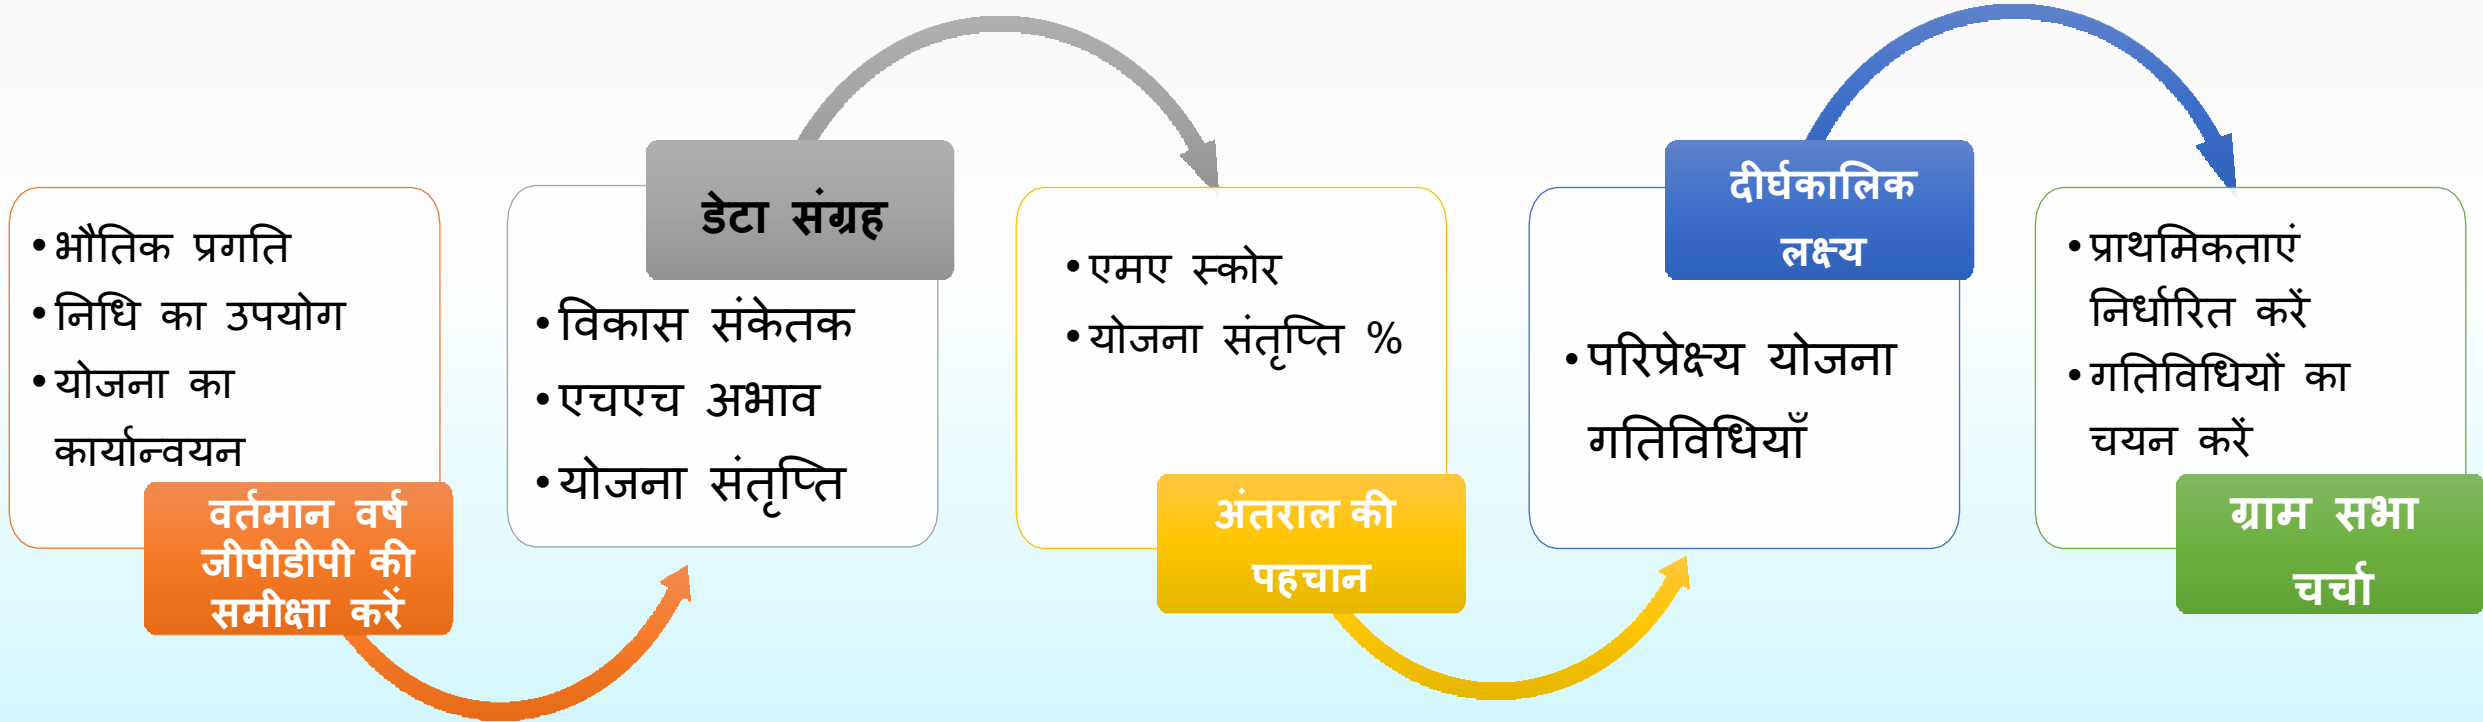 • भौतिक प्रगति
• निधि का उपयोग
• योजना का
कार्यान्वयन
वर्तमान वर्ष
जीपीडीपी की
समीक्षा करें
डेटा संग्रह
• विकास संकेतक
• एचएच अभाव
• योजना संतृप्ति
• एमए स्कोर
• योजना संतृप्ति %
अंतराल की
पहचान
दीर्घकालिक
लक्ष्य
• परिप्रेक्ष्य योजना
गतिविधियाँ
• प्राथमिकताएं
निर्धारित करें
• गतिविधियों का
चयन करें
ग्राम सभा
चर्चा